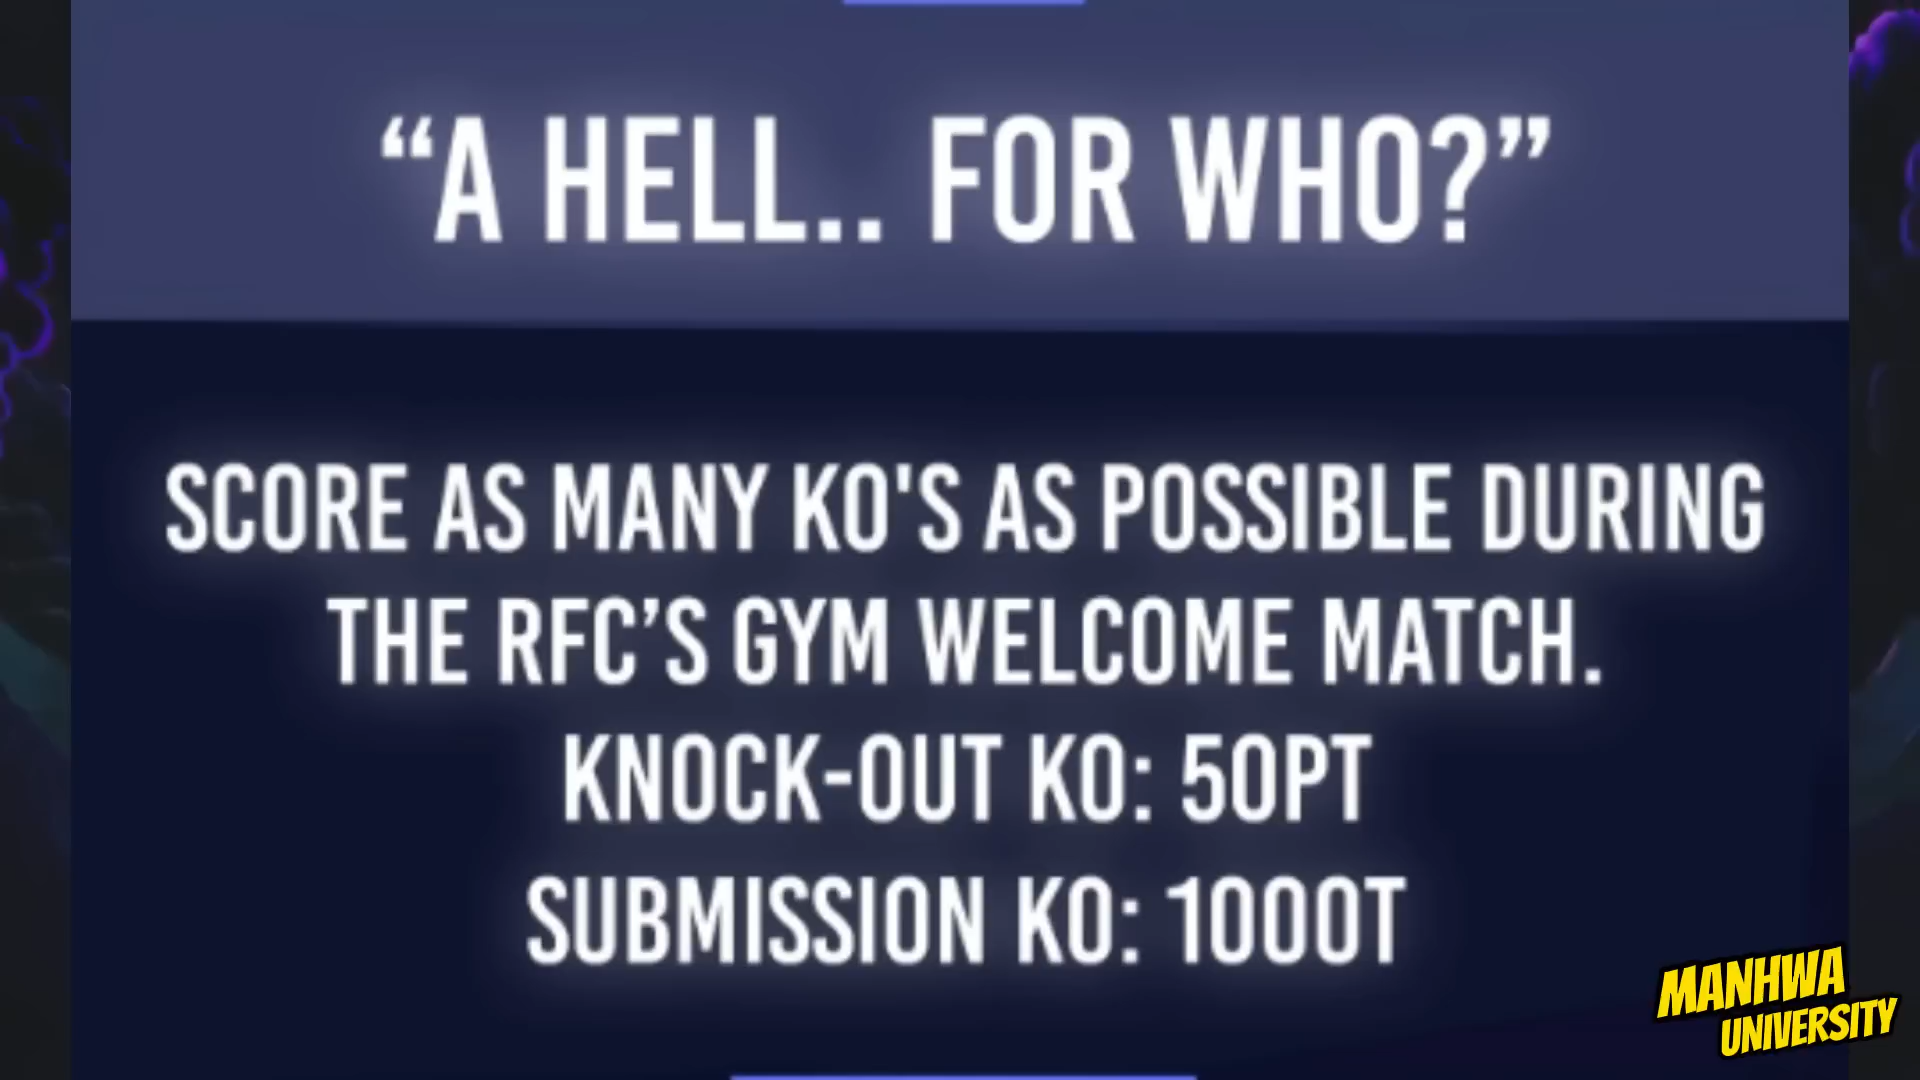 “A HELL.. FOR WHO?”
SCORE AS MANY KO'S AS POSSIBLE DURING
THE RFC’S GYM WELCOME MATCH.
KNOCK-OUT KO: 50PT
SUBMISSION KO: 1000T
MANHWA
UNIVERSITY